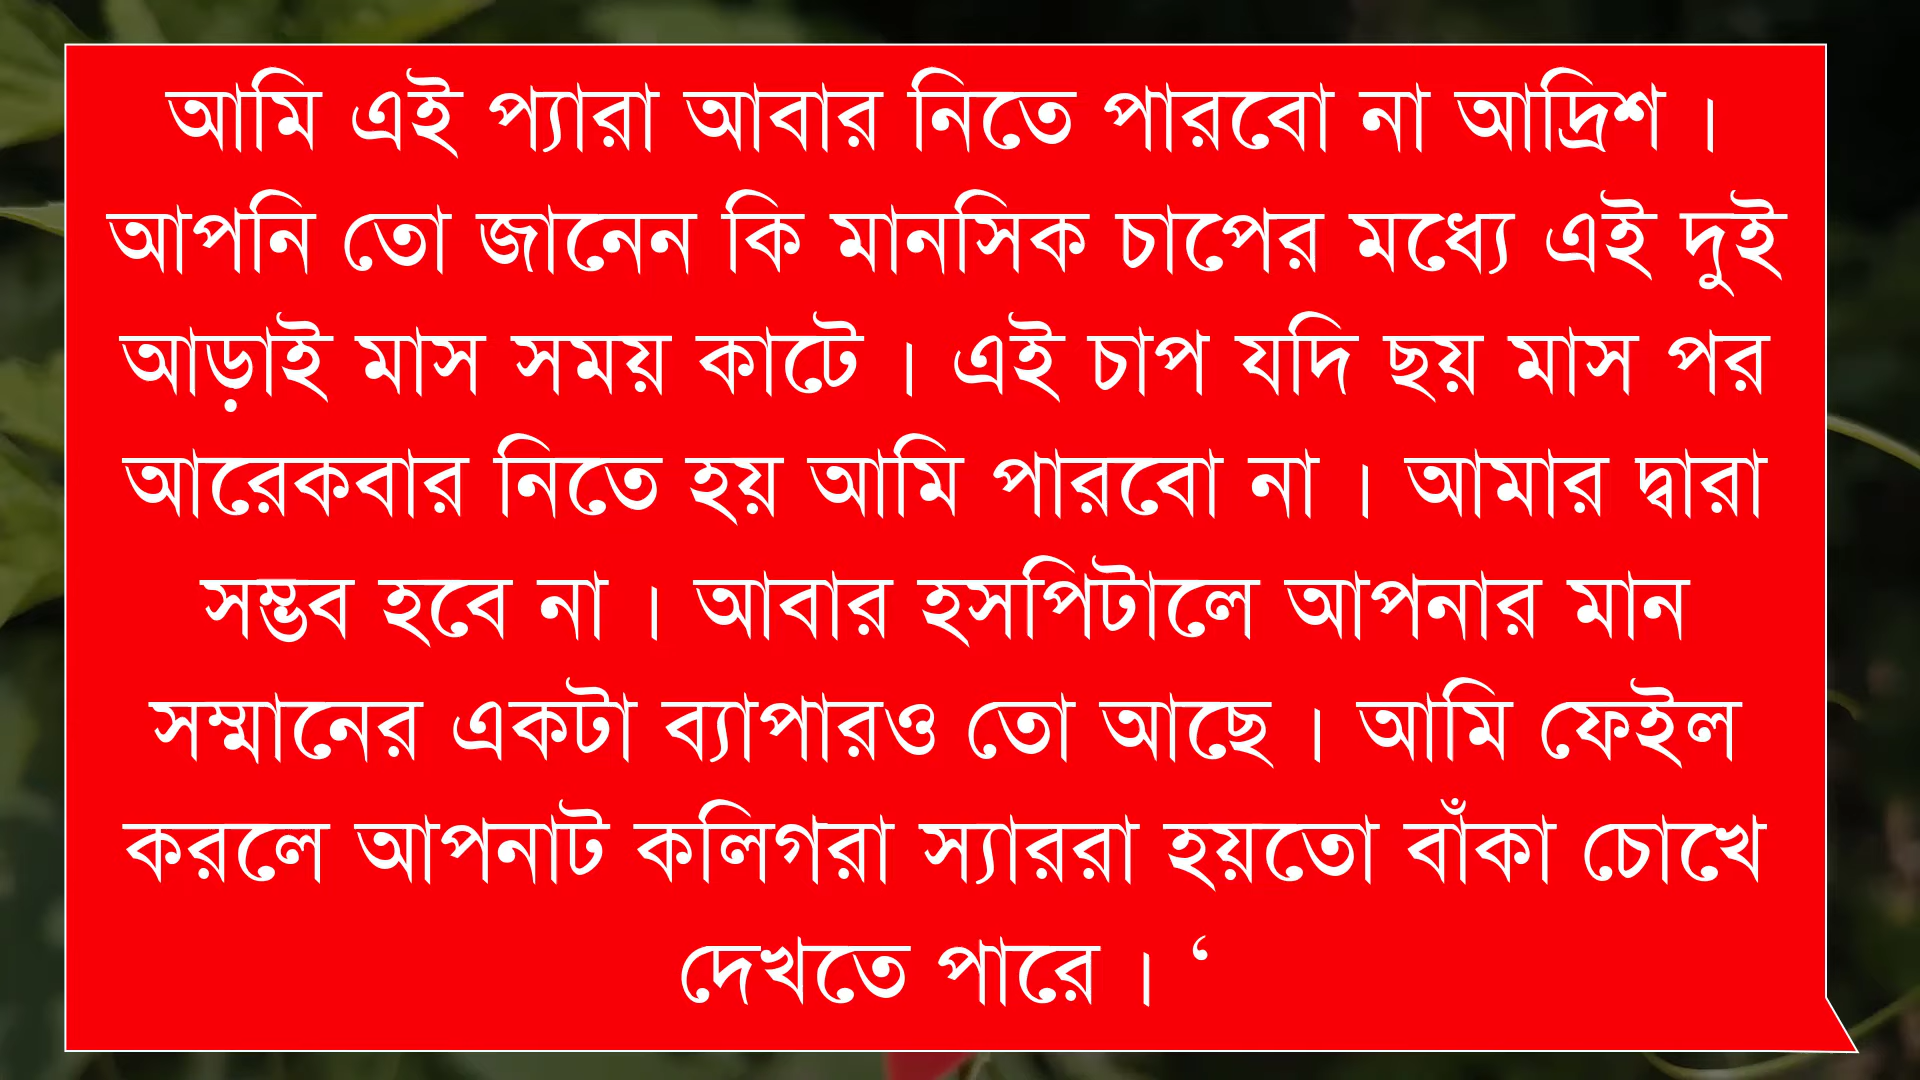 আমি এই প্যারা আবার নিতে পারবো না আদ্রিশ ।
আপনি তো জানেন কি মানসিক চাপের মধ্যে এই দুই
আড়াই মাস সময় কাটে । এই চাপ যদি ছয় মাস পর
আরেকবার নিতে হয় আমি পারবো না । আমার দ্বারা
সম্ভব হবে না । আবার হসপিটালে আপনার মান
সম্মানের একটা ব্যাপারও তো আছে । আমি ফেইল
করলে আপনাট কলিগরা স্যাররা হয়তো বাঁকা চোখে
দেখতে পারে । ‘